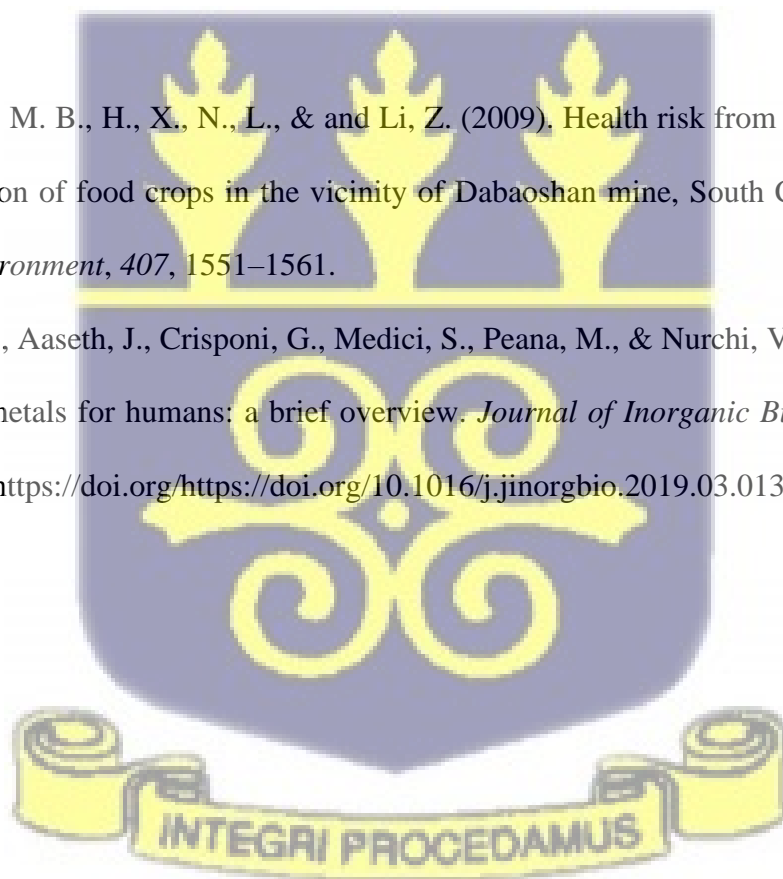 M. B., H., X., N., L., & and Li, Z. (2009). Health risk from
on of food crops in the vicinity of Dabaoshan mine, South
ronment, 407, 1551–1561.
, Aaseth, J., Crisponi, G., Medici, S., Peana, M., & Nurchi, V
metals for humans: a brief overview. Journal of Inorganic
https://doi.org/https://doi.org/10.1016/j.jinorgbio.2019.03.013
INTEGRI PROCEDAMUS